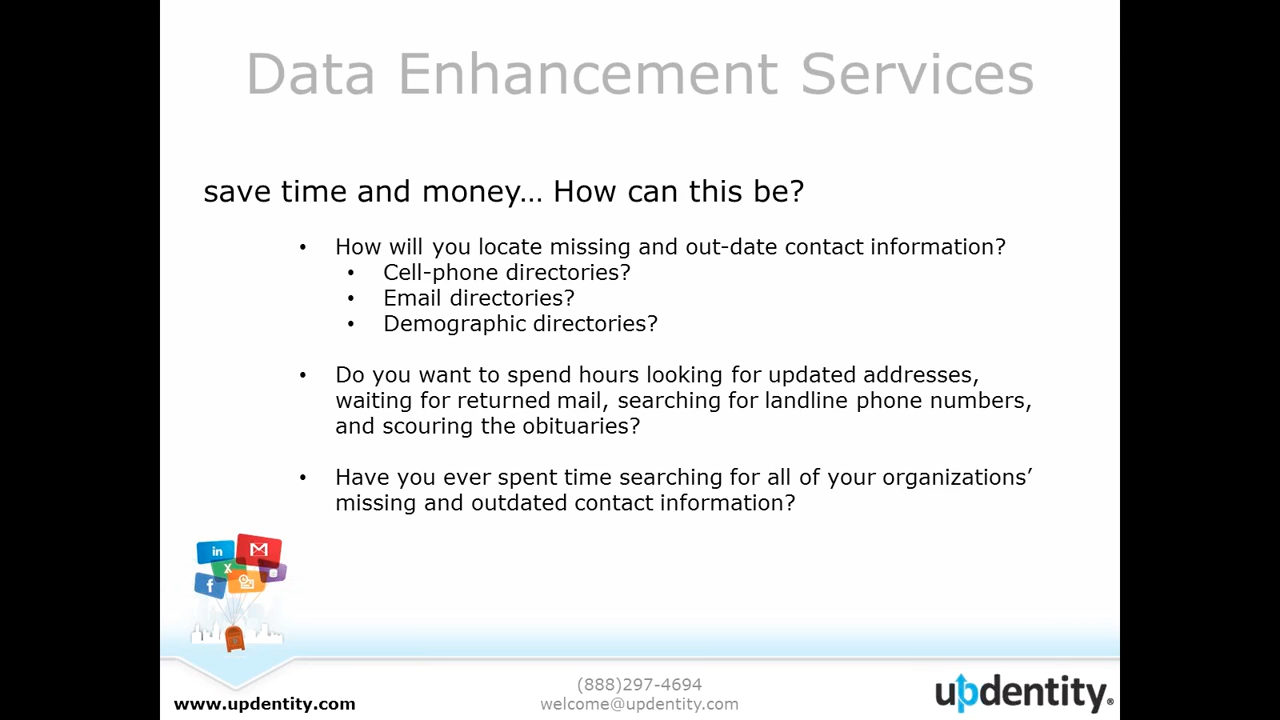 Data Enhancement Services
save time and money... How can this be?
• How will you locate missing and out-date contact information?
• Cell-phone directories?
• Email directories?
• Demographic directories?
• Do you want to spend hours looking for updated addresses,
waiting for returned mail, searching for landline phone numbers,
and scouring the obituaries?
• Have you ever spent time searching for all of your organizations’
missing and outdated contact information?
in
M
X
f
www.updentity.com
(888)297-4694
welcome@updentity.com
updentity®